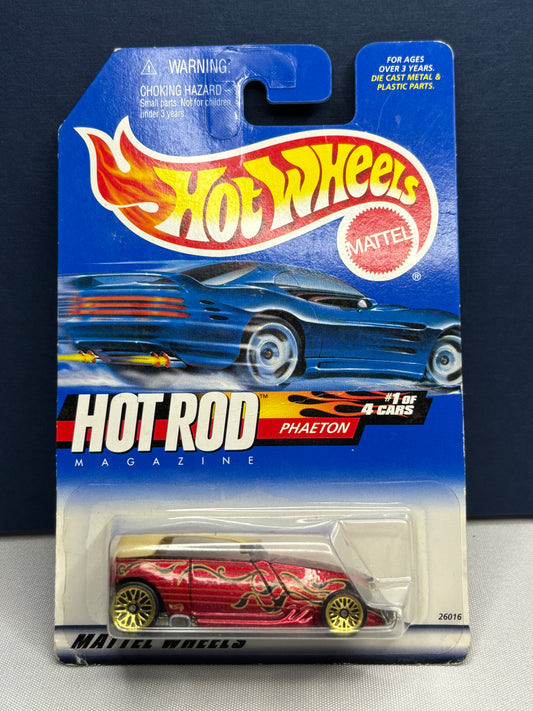 WARNING:
CHOKING HAZARD –
Small parts. Not for children
under 3 years.
FOR AGES
OVER 3 YEARS.
DIE CAST METAL &
PLASTIC PARTS.
HOT WHEELS
MATTEL
®
HOT ROD™
MAGAZINE
PHAETON
#1 OF
4 CARS
26016
MATTEL WHEELS